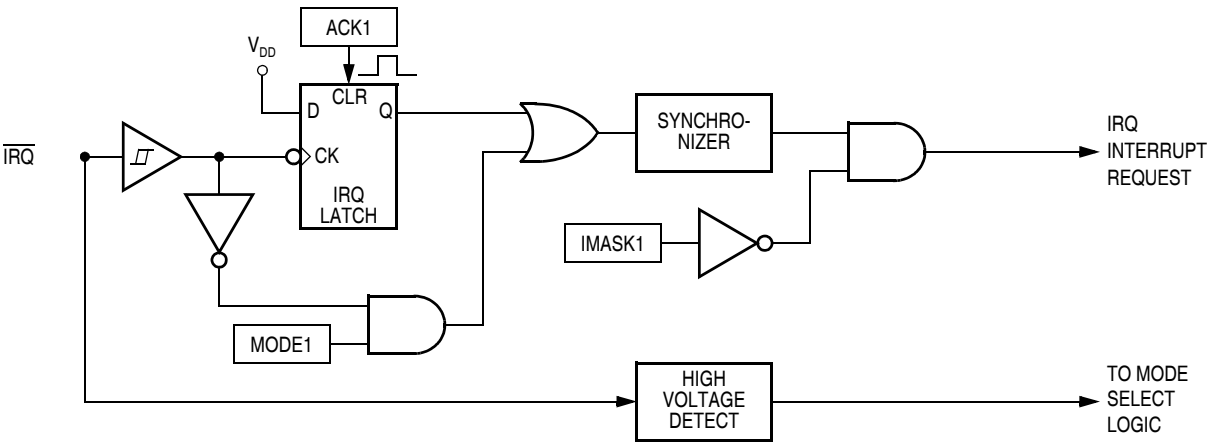 ACK1
V_DD
CLR
D
Q
SYNCHRO-
NIZER
IRQ
IRQ
INTERRUPT
REQUEST
CK
IRQ
LATCH
IMASK1
MODE1
HIGH
VOLTAGE
DETECT
TO MODE
SELECT
LOGIC